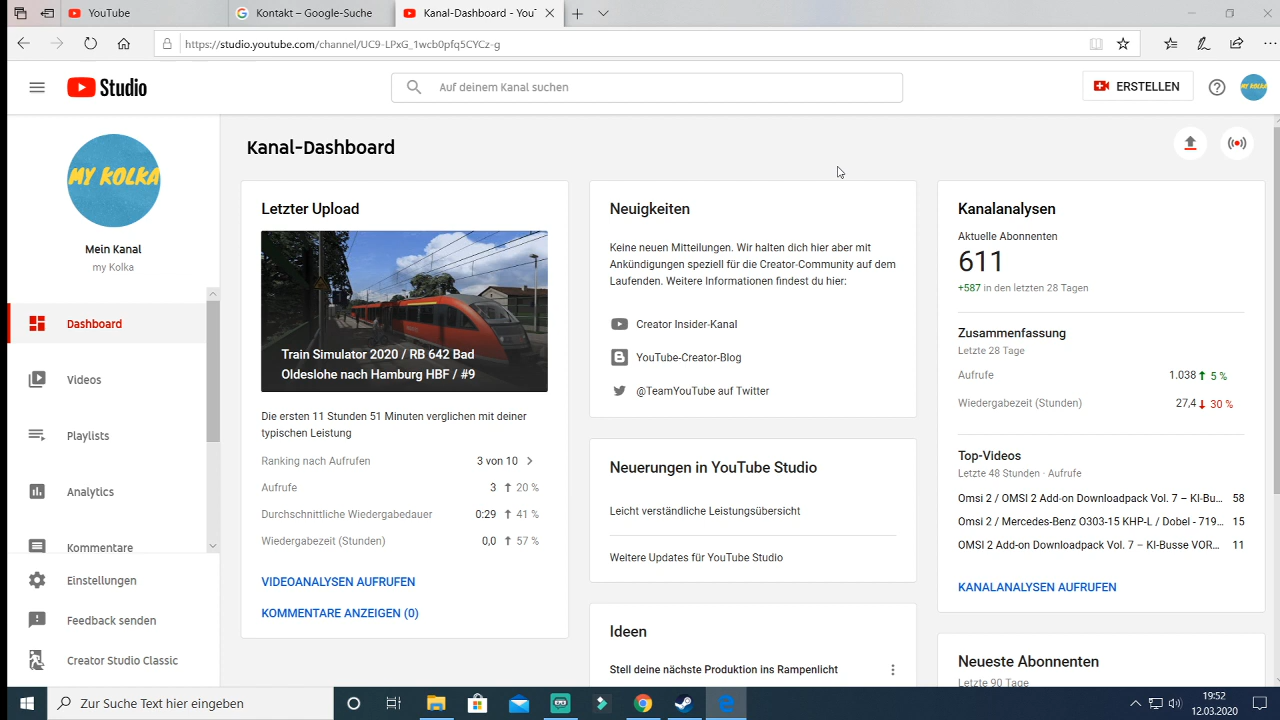 YouTube
Kontakt – Google-Suche
Kanal-Dashboard - You
https://studio.youtube.com/channel/UC9-LPxG_1wcb0pfq5CYCz-g
Studio
Auf deinem Kanal suchen
ERSTELLEN
MY KOLKA
MY KOLKA
Mein Kanal
my Kolka
Dashboard
Videos
Playlists
Analytics
Kommentare
Einstellungen
Feedback senden
Creator Studio Classic
Kanal-Dashboard
Letzter Upload
Train Simulator 2020 / RB 642 Bad
Oldeslohe nach Hamburg HBF / #9
Die ersten 11 Stunden 51 Minuten verglichen mit deiner
typischen Leistung
Ranking nach Aufrufen 3 von 10
Aufrufe 3 ↑ 20 %
Durchschnittliche Wiedergabedauer 0:29 ↑ 41 %
Wiedergabezeit (Stunden) 0,0 ↑ 57 %
VIDEOANALYSEN AUFRUFEN
KOMMENTARE ANZEIGEN (0)
Neuigkeiten
Keine neuen Mitteilungen. Wir halten dich hier aber mit
Ankündigungen speziell für die Creator-Community auf dem
Laufenden. Weitere Informationen findest du hier:
Creator Insider-Kanal
YouTube-Creator-Blog
@TeamYouTube auf Twitter
Neuerungen in YouTube Studio
Leicht verständliche Leistungsübersicht
Weitere Updates für YouTube Studio
Ideen
Stell deine nächste Produktion ins Rampenlicht
Kanalanalysen
Aktuelle Abonnenten
611
+587 in den letzten 28 Tagen
Zusammenfassung
Letzte 28 Tage
Aufrufe 1.038 ↑ 5 %
Wiedergabezeit (Stunden) 27,4 ↓ 30 %
Top-Videos
Letzte 48 Stunden · Aufrufe
Omsi 2 / OMSI 2 Add-on Downloadpack Vol. 7 – KI-Bu... 58
Omsi 2 / Mercedes-Benz O303-15 KHP-L / Dobel - 719... 15
OMSI 2 Add-on Downloadpack Vol. 7 – KI-Busse VOR... 11
KANALANALYSEN AUFRUFEN
Neueste Abonnenten
Letzte 90 Tage
Zur Suche Text hier eingeben
19:52
12.03.2020